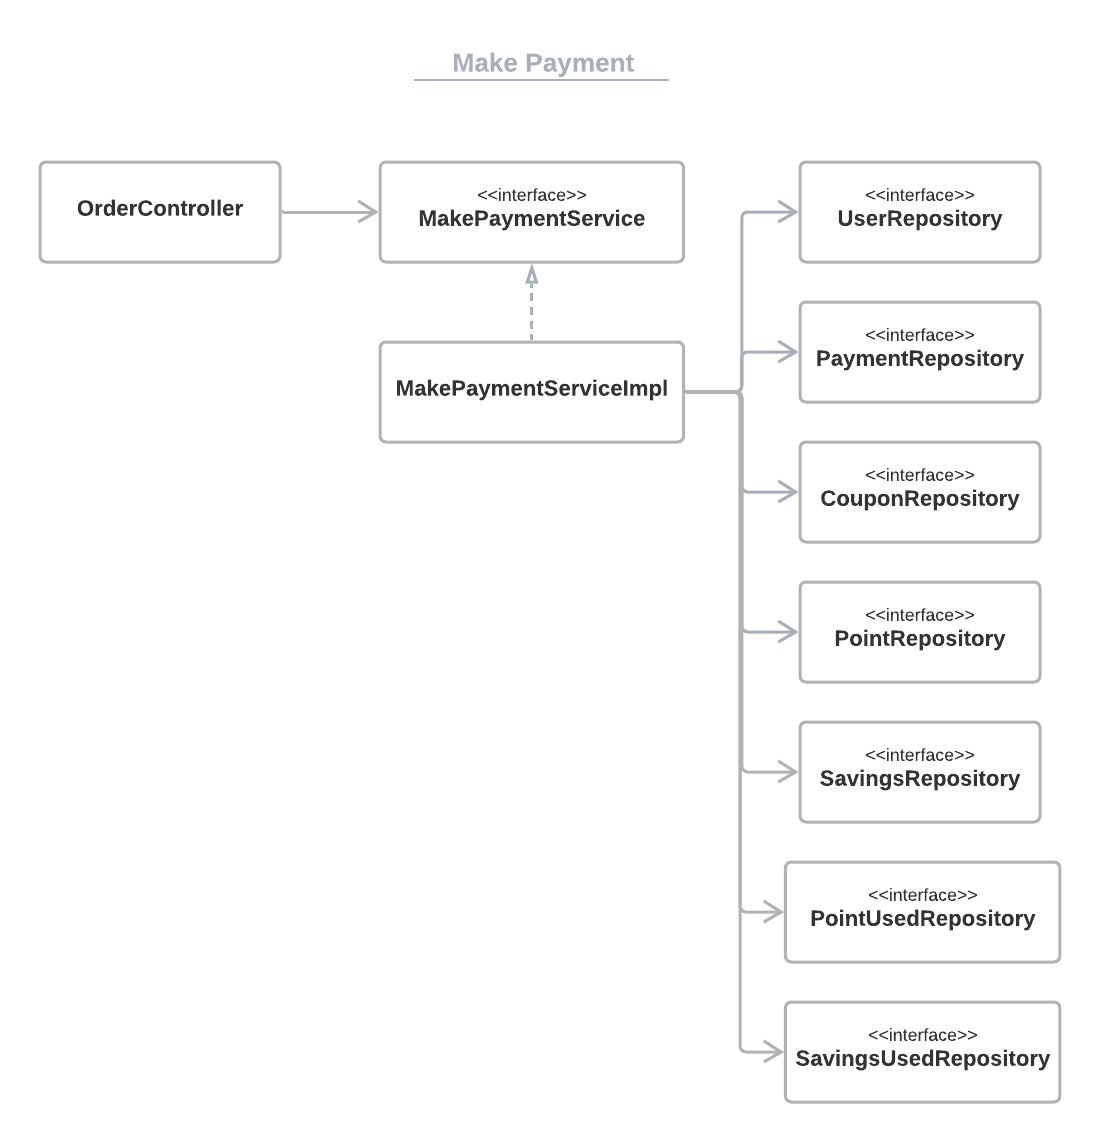 Make Payment
OrderController
<<interface>>
MakePaymentService
MakePaymentServiceImpl
<<interface>>
UserRepository
<<interface>>
PaymentRepository
<<interface>>
CouponRepository
<<interface>>
PointRepository
<<interface>>
SavingsRepository
<<interface>>
PointUsedRepository
<<interface>>
SavingsUsedRepository